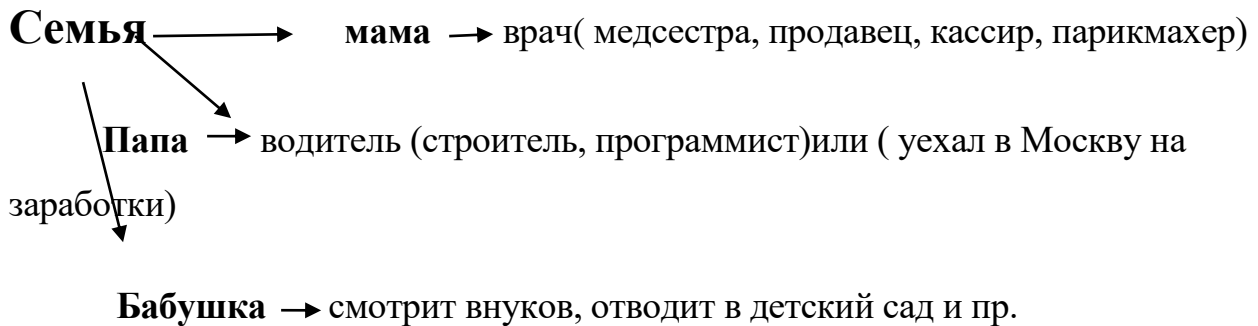 Семья мама врач( медсестра, продавец, кассир, парикмахер)
Папа водитель (строитель, программист)или ( уехал в Москву на
заработки)
Бабушка смотрит внуков, отводит в детский сад и пр.